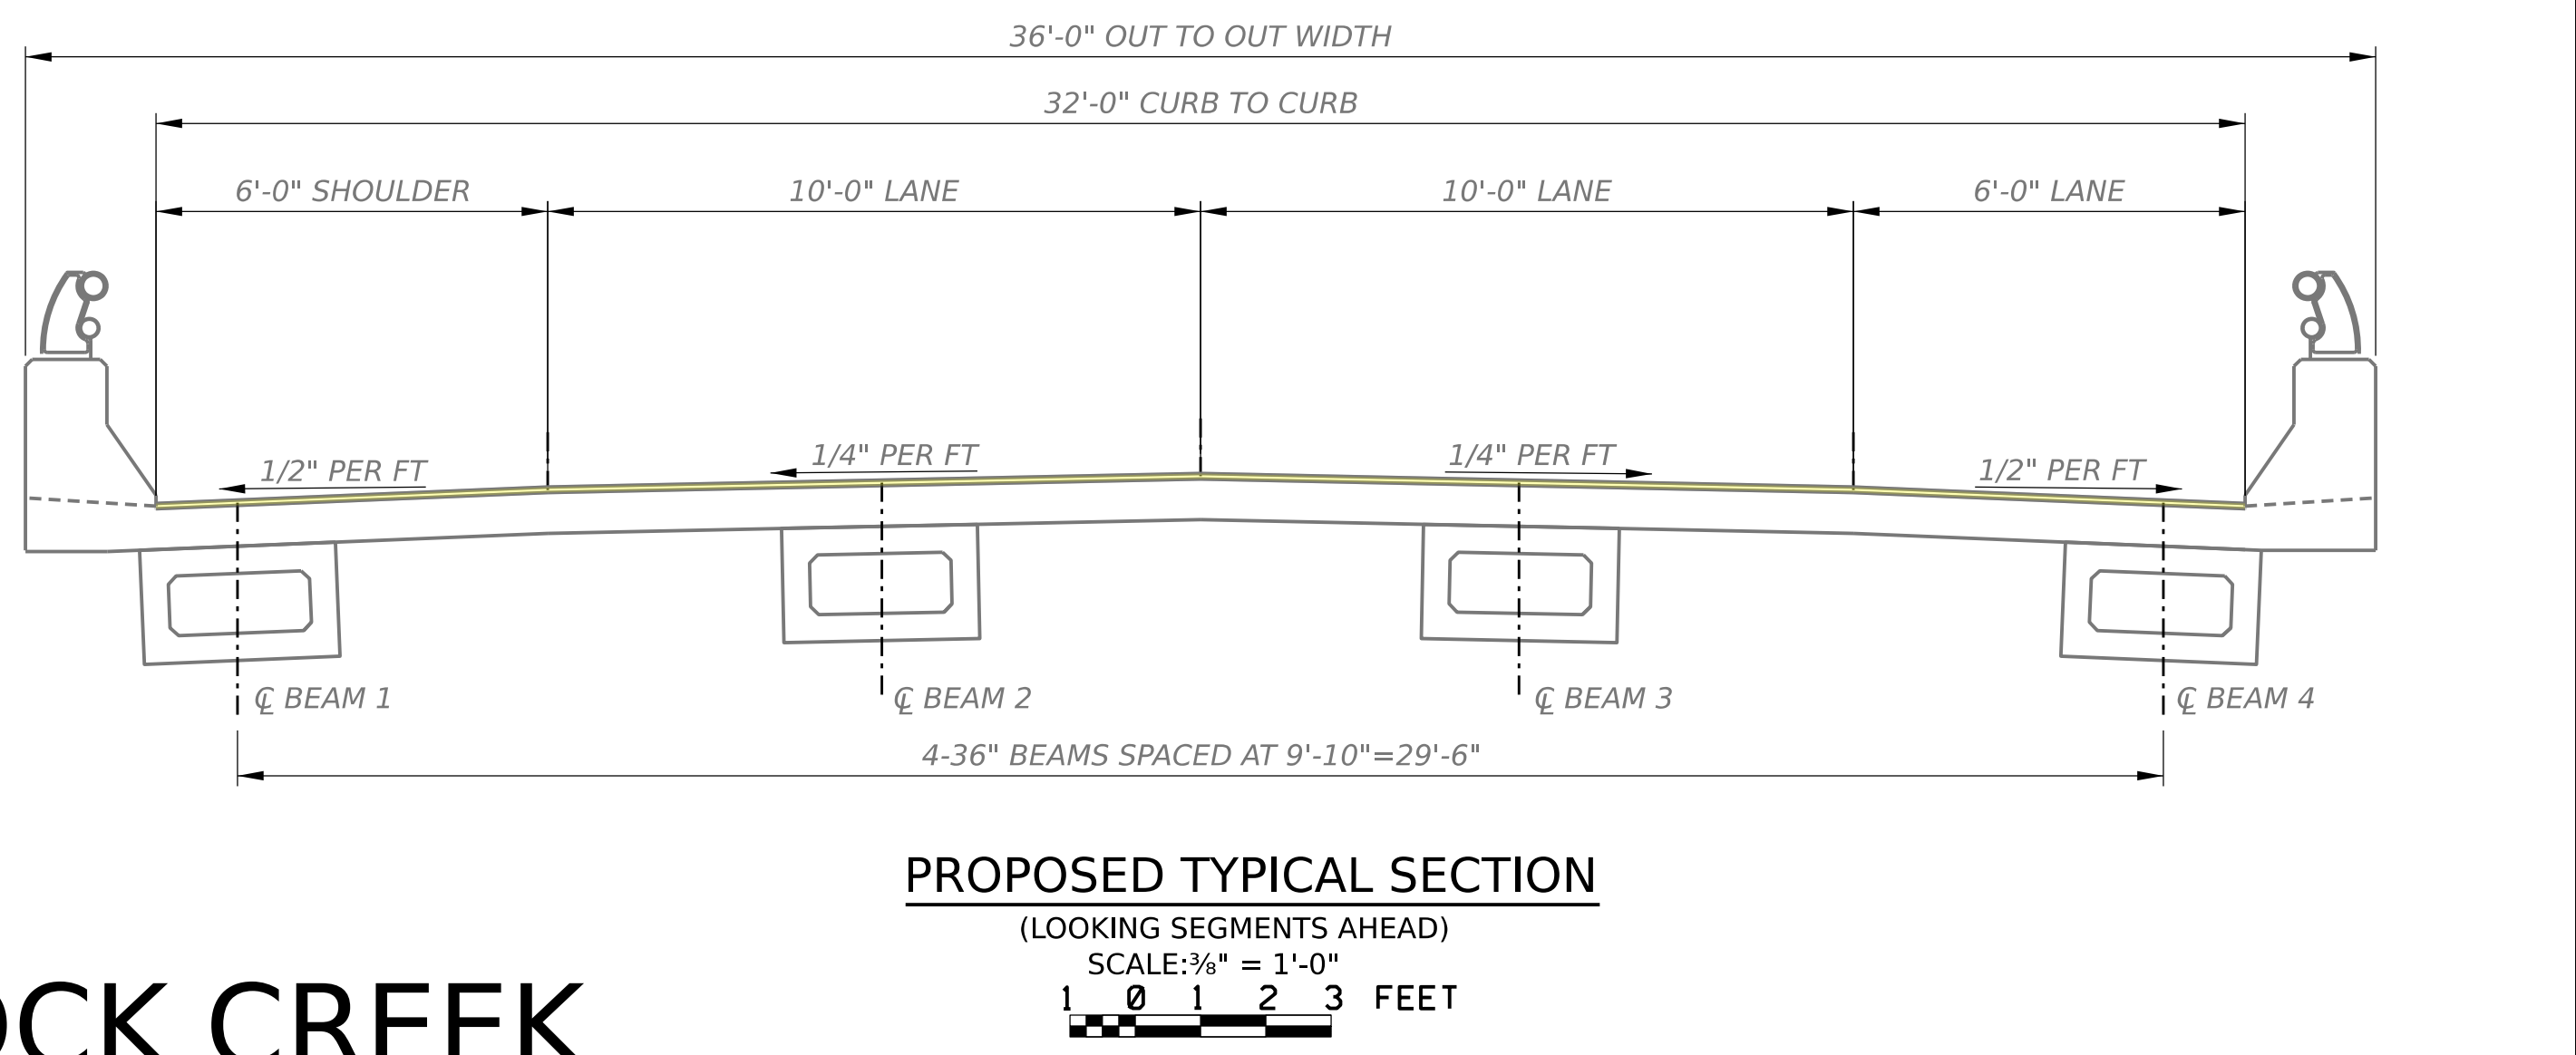 36'-0" OUT TO OUT WIDTH
32'-0" CURB TO CURB
6'-0" SHOULDER 10'-0" LANE 10'-0" LANE 6'-0" LANE
1/2" PER FT 1/4" PER FT 1/4" PER FT 1/2" PER FT
℄ BEAM 1 ℄ BEAM 2 ℄ BEAM 3 ℄ BEAM 4
4-36" BEAMS SPACED AT 9'-10"=29'-6"
PROPOSED TYPICAL SECTION
(LOOKING SEGMENTS AHEAD)
SCALE:⅜" = 1'-0"
1 0 1 2 3 FEET
OCK CREEK